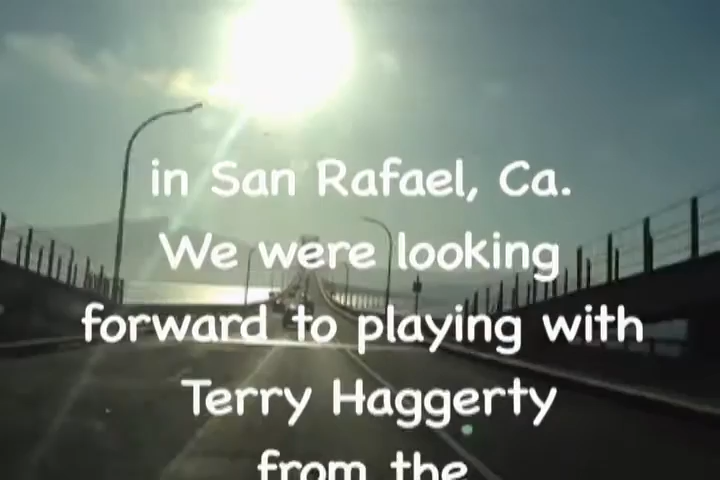 in San Rafael, Ca.
We were looking
forward to playing with
Terry Haggerty
from the